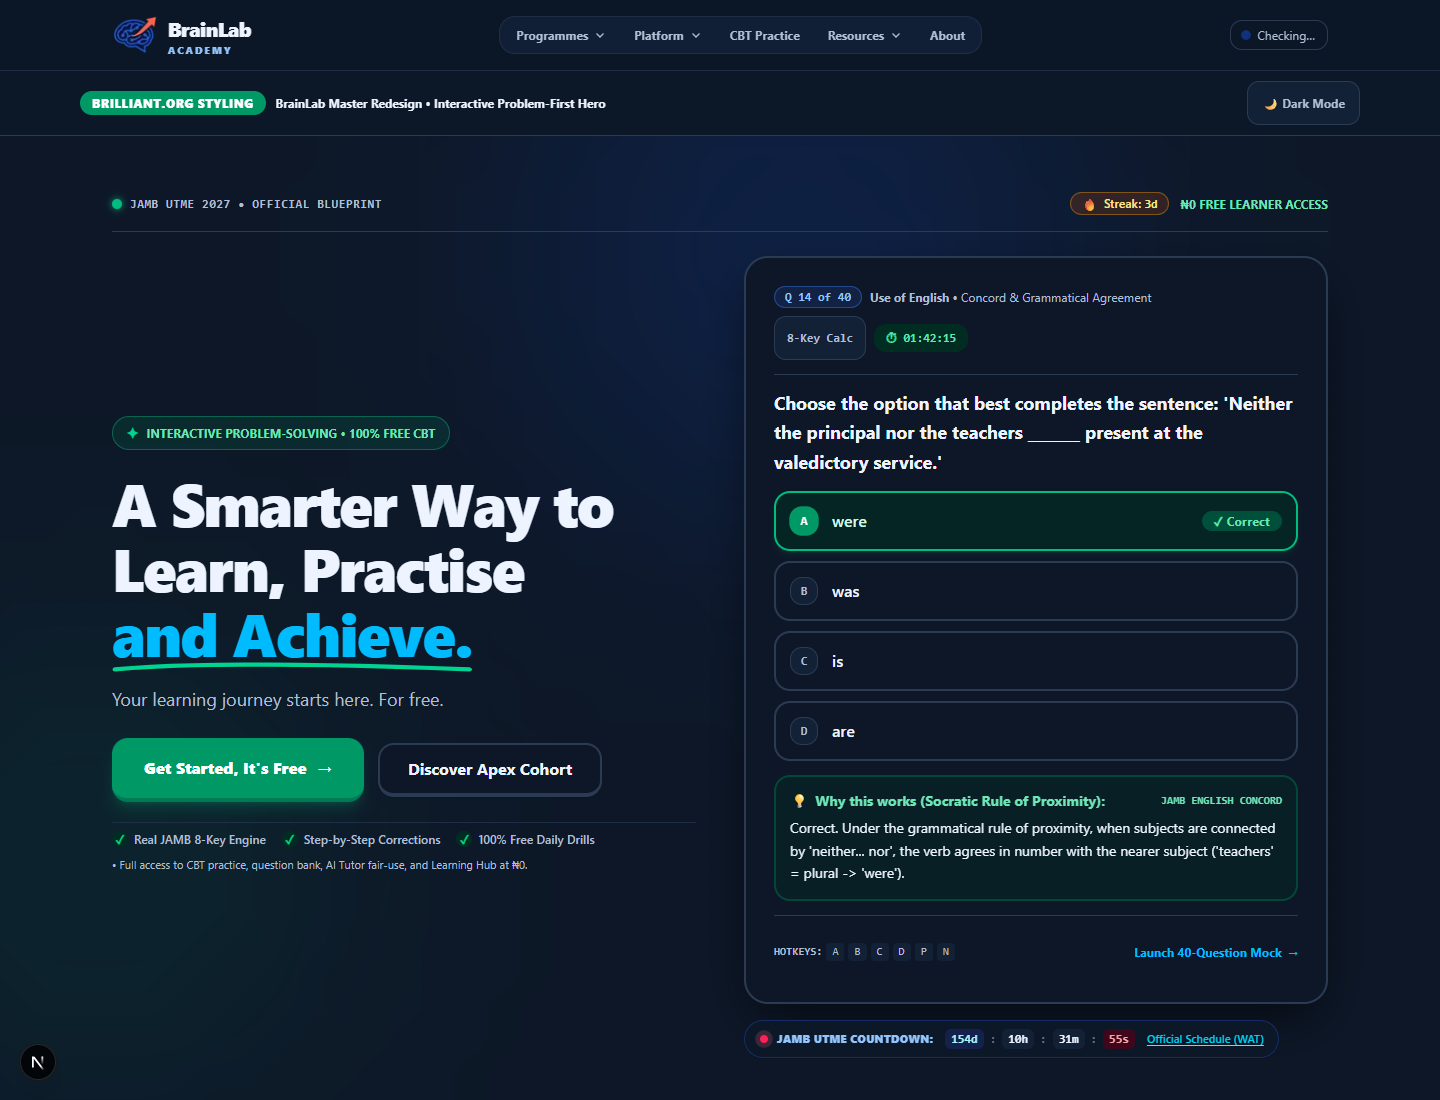 BrainLab
ACADEMY
Programmes
Platform
CBT Practice
Resources
About
Checking...
BRILLIANT.ORG STYLING
BrainLab Master Redesign • Interactive Problem-First Hero
🌙 Dark Mode
JAMB UTME 2027 • OFFICIAL BLUEPRINT
🔥 Streak: 3d
₦0 FREE LEARNER ACCESS
✦ INTERACTIVE PROBLEM-SOLVING • 100% FREE CBT
A Smarter Way to
Learn, Practise
and Achieve.
Your learning journey starts here. For free.
Get Started, It's Free →
Discover Apex Cohort
✓ Real JAMB 8-Key Engine
✓ Step-by-Step Corrections
✓ 100% Free Daily Drills
• Full access to CBT practice, question bank, AI Tutor fair-use, and Learning Hub at ₦0.
Q 14 of 40
Use of English • Concord & Grammatical Agreement
8-Key Calc
⏱ 01:42:15
Choose the option that best completes the sentence: 'Neither
the principal nor the teachers ______ present at the
valedictory service.'
A were ✓ Correct
B was
C is
D are
💡 Why this works (Socratic Rule of Proximity):
JAMB ENGLISH CONCORD
Correct. Under the grammatical rule of proximity, when subjects are connected
by 'neither... nor', the verb agrees in number with the nearer subject ('teachers'
= plural -> 'were').
HOTKEYS: A B C D P N
Launch 40-Question Mock →
JAMB UTME COUNTDOWN: 154d : 10h : 31m : 55s Official Schedule (WAT)
N